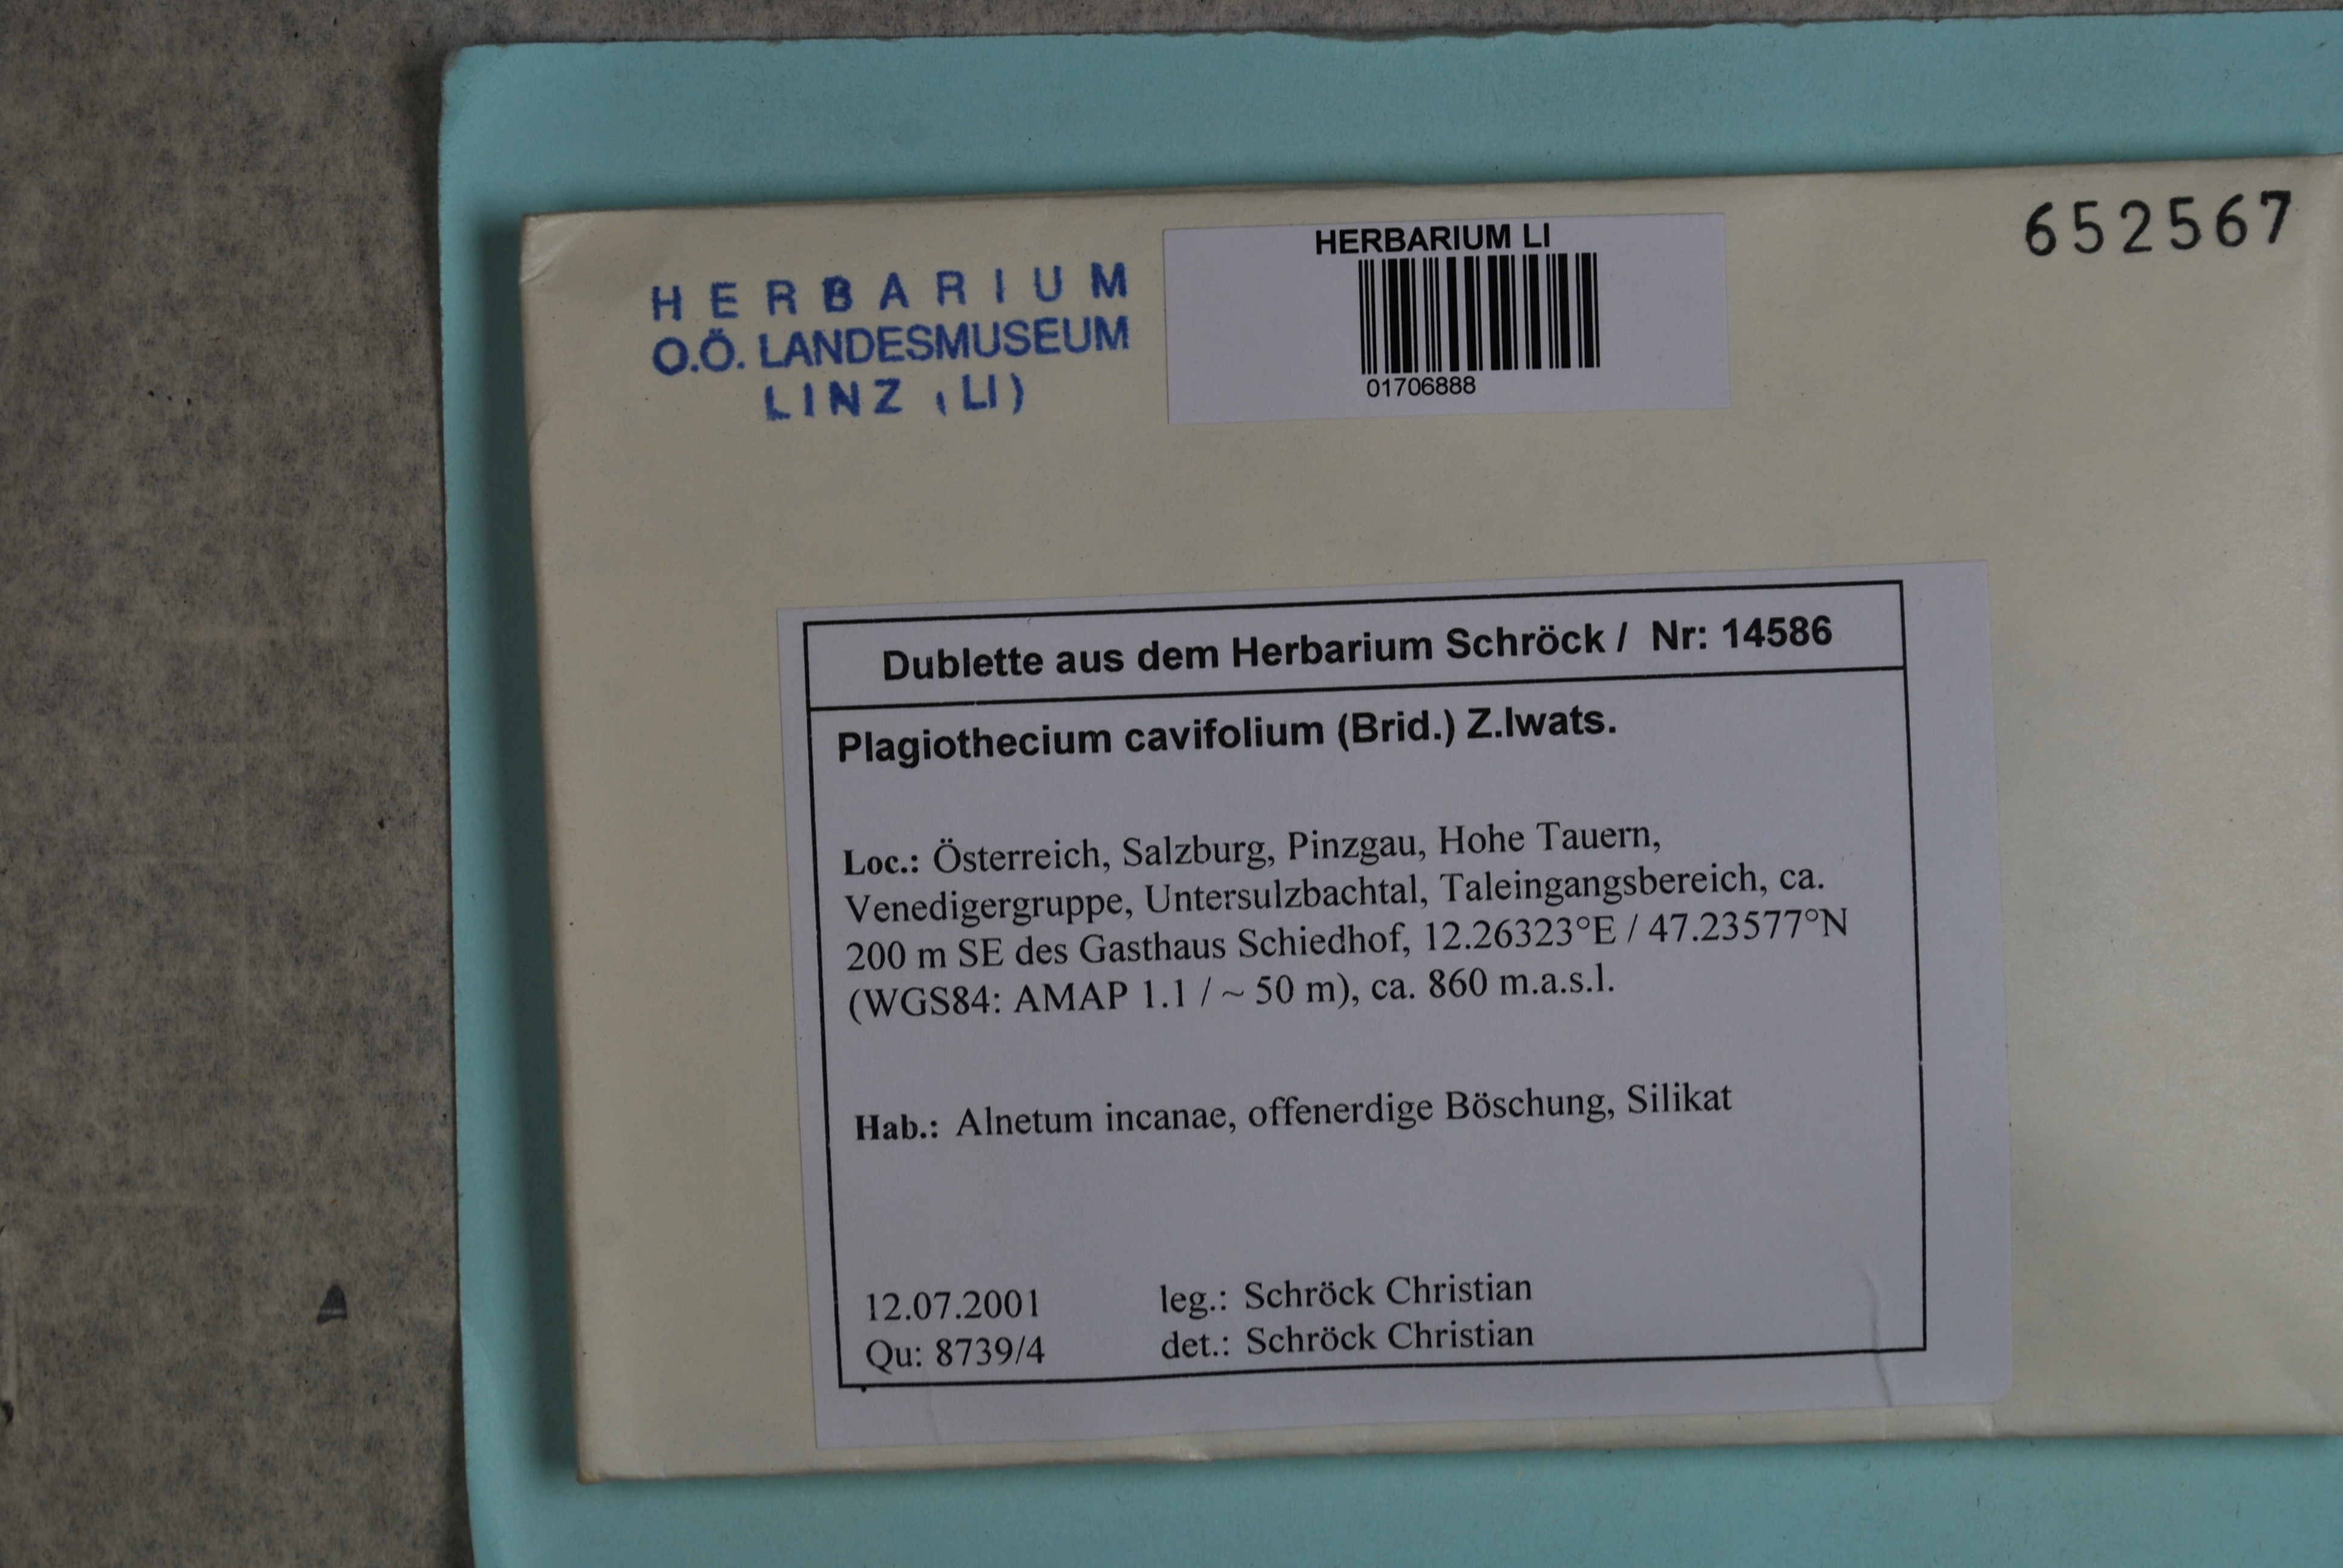 HERBARIUM
O.Ö. LANDESMUSEUM
LINZ (LI)
HERBARIUM LI
01706888
652567
Dublette aus dem Herbarium Schröck / Nr: 14586
Plagiothecium cavifolium (Brid.) Z.Iwats.
Loc.: Österreich, Salzburg, Pinzgau, Hohe Tauern,
Venedigergruppe, Untersulzbachtal, Taleingangsbereich, ca.
200 m SE des Gasthaus Schiedhof, 12.26323°E / 47.23577°N
(WGS84: AMAP 1.1 / ~ 50 m), ca. 860 m.a.s.l.
Hab.: Alnetum incanae, offenerdige Böschung, Silikat
12.07.2001 leg.: Schröck Christian
Qu: 8739/4 det.: Schröck Christian